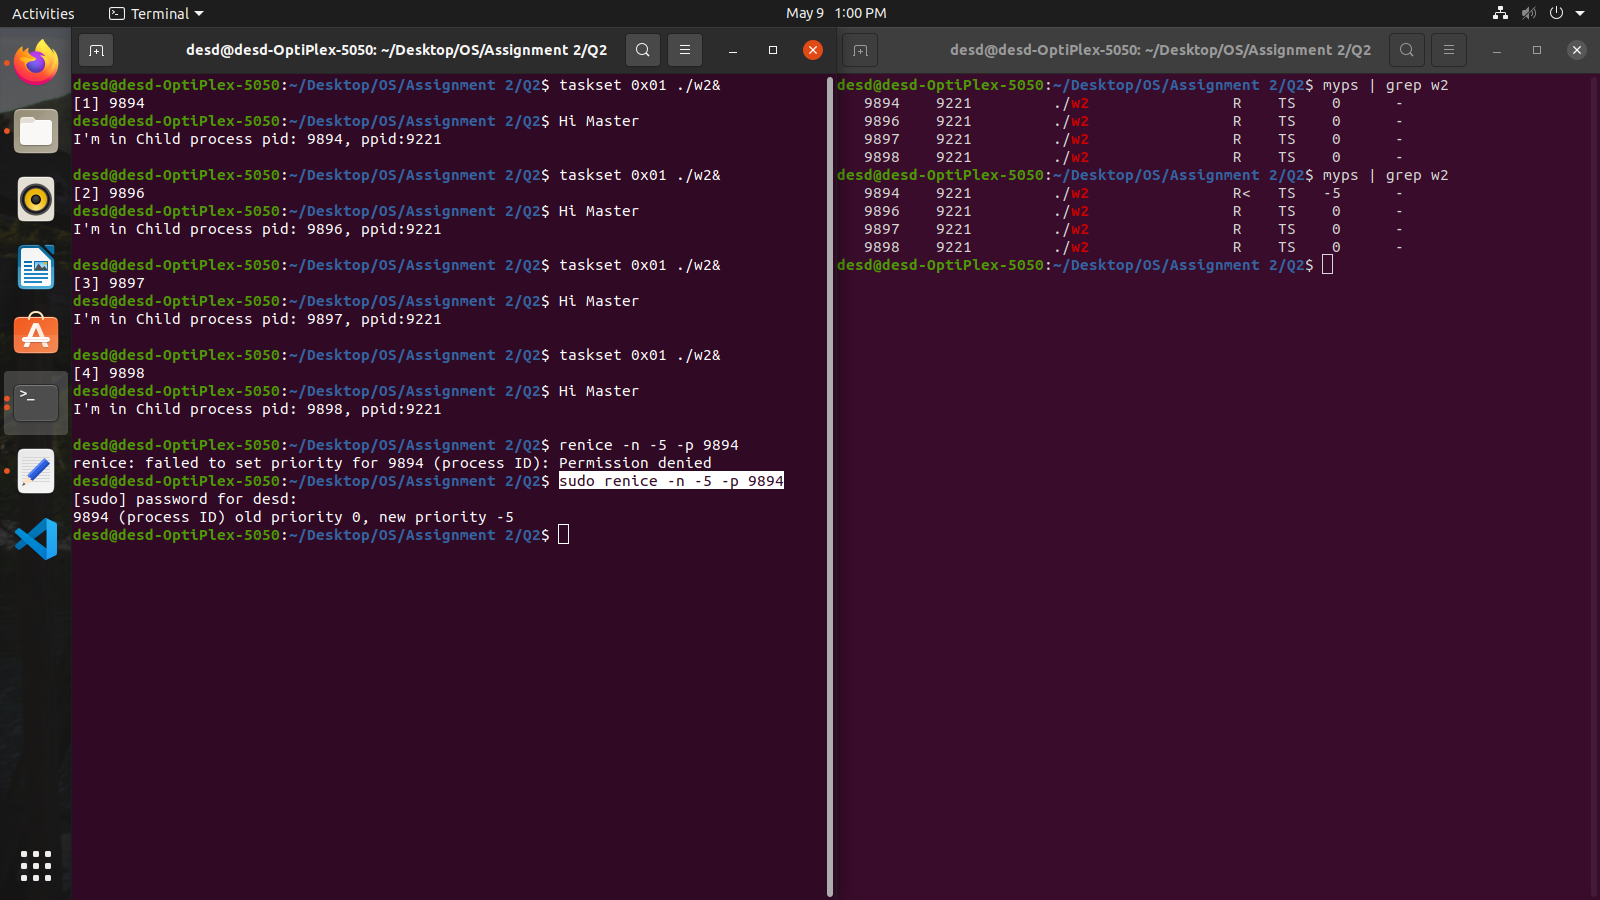 Activities Terminal May 9 1:00 PM
desd@desd-OptiPlex-5050: ~/Desktop/OS/Assignment 2/Q2
desd@desd-OptiPlex-5050:~/Desktop/OS/Assignment 2/Q2$ taskset 0x01 ./w2&
[1] 9894
desd@desd-OptiPlex-5050:~/Desktop/OS/Assignment 2/Q2$ Hi Master
I'm in Child process pid: 9894, ppid:9221
desd@desd-OptiPlex-5050:~/Desktop/OS/Assignment 2/Q2$ taskset 0x01 ./w2&
[2] 9896
desd@desd-OptiPlex-5050:~/Desktop/OS/Assignment 2/Q2$ Hi Master
I'm in Child process pid: 9896, ppid:9221
desd@desd-OptiPlex-5050:~/Desktop/OS/Assignment 2/Q2$ taskset 0x01 ./w2&
[3] 9897
desd@desd-OptiPlex-5050:~/Desktop/OS/Assignment 2/Q2$ Hi Master
I'm in Child process pid: 9897, ppid:9221
desd@desd-OptiPlex-5050:~/Desktop/OS/Assignment 2/Q2$ taskset 0x01 ./w2&
[4] 9898
desd@desd-OptiPlex-5050:~/Desktop/OS/Assignment 2/Q2$ Hi Master
I'm in Child process pid: 9898, ppid:9221
desd@desd-OptiPlex-5050:~/Desktop/OS/Assignment 2/Q2$ renice -n -5 -p 9894
renice: failed to set priority for 9894 (process ID): Permission denied
desd@desd-OptiPlex-5050:~/Desktop/OS/Assignment 2/Q2$ sudo renice -n -5 -p 9894
[sudo] password for desd:
9894 (process ID) old priority 0, new priority -5
desd@desd-OptiPlex-5050:~/Desktop/OS/Assignment 2/Q2$
desd@desd-OptiPlex-5050: ~/Desktop/OS/Assignment 2/Q2
desd@desd-OptiPlex-5050:~/Desktop/OS/Assignment 2/Q2$ myps | grep w2
9894 9221 ./w2 R TS 0 -
9896 9221 ./w2 R TS 0 -
9897 9221 ./w2 R TS 0 -
9898 9221 ./w2 R TS 0 -
desd@desd-OptiPlex-5050:~/Desktop/OS/Assignment 2/Q2$ myps | grep w2
9894 9221 ./w2 R< TS -5 -
9896 9221 ./w2 R TS 0 -
9897 9221 ./w2 R TS 0 -
9898 9221 ./w2 R TS 0 -
desd@desd-OptiPlex-5050:~/Desktop/OS/Assignment 2/Q2$